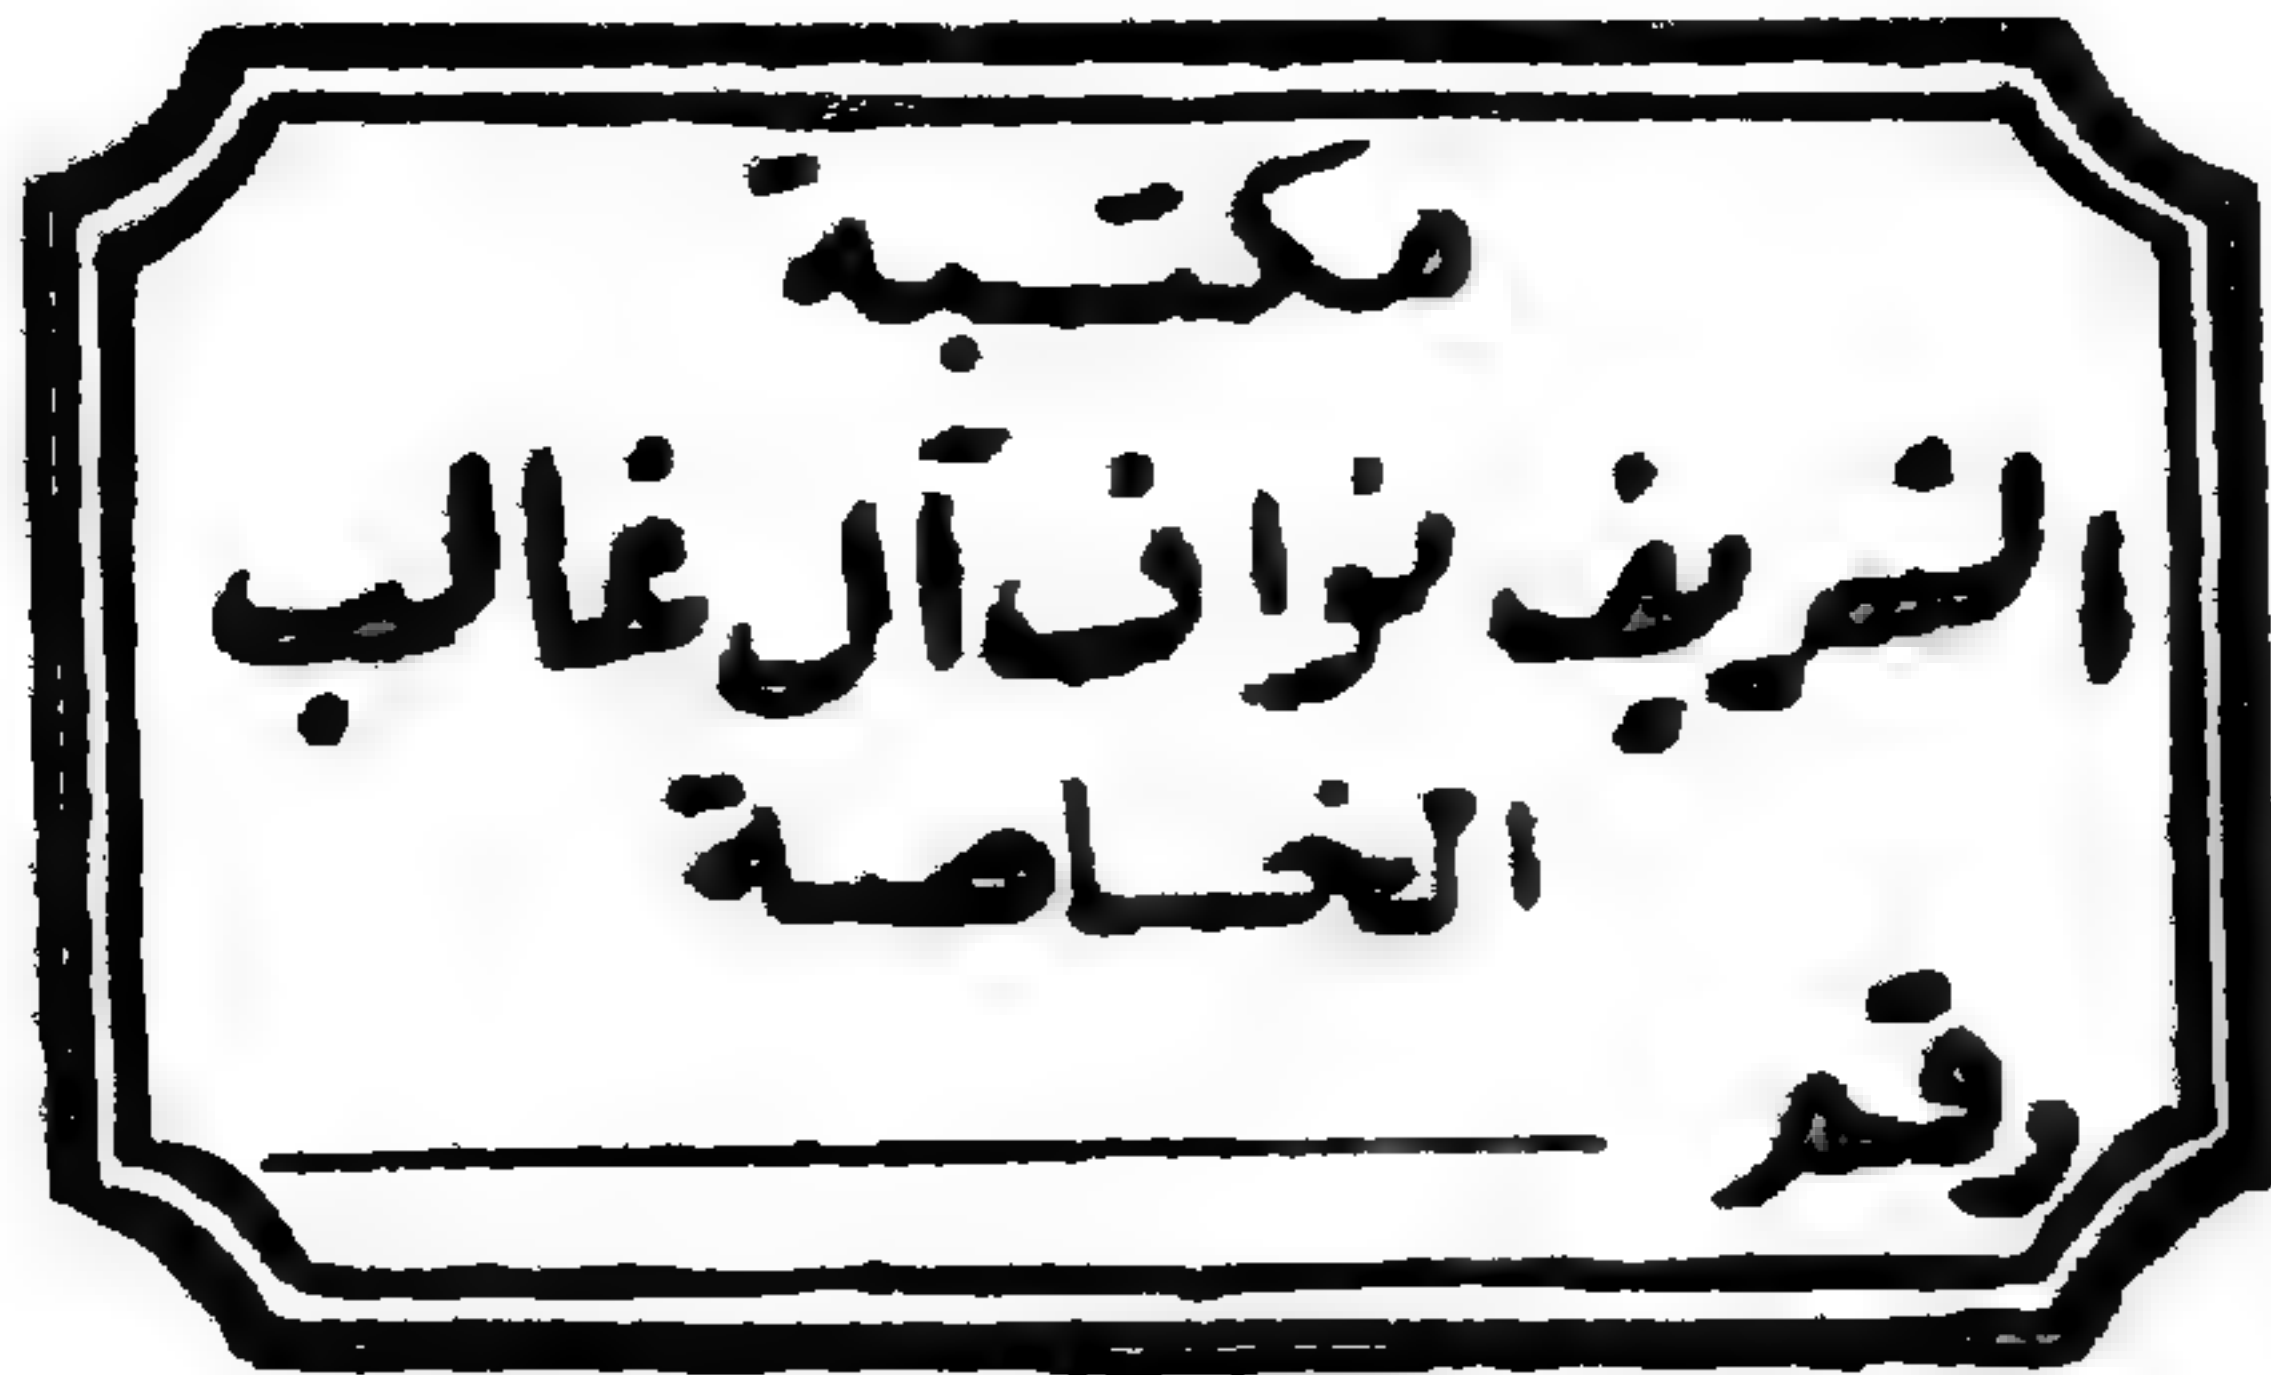 مكتبة
الشريف نواف آل غالب
الخاصة
رقم